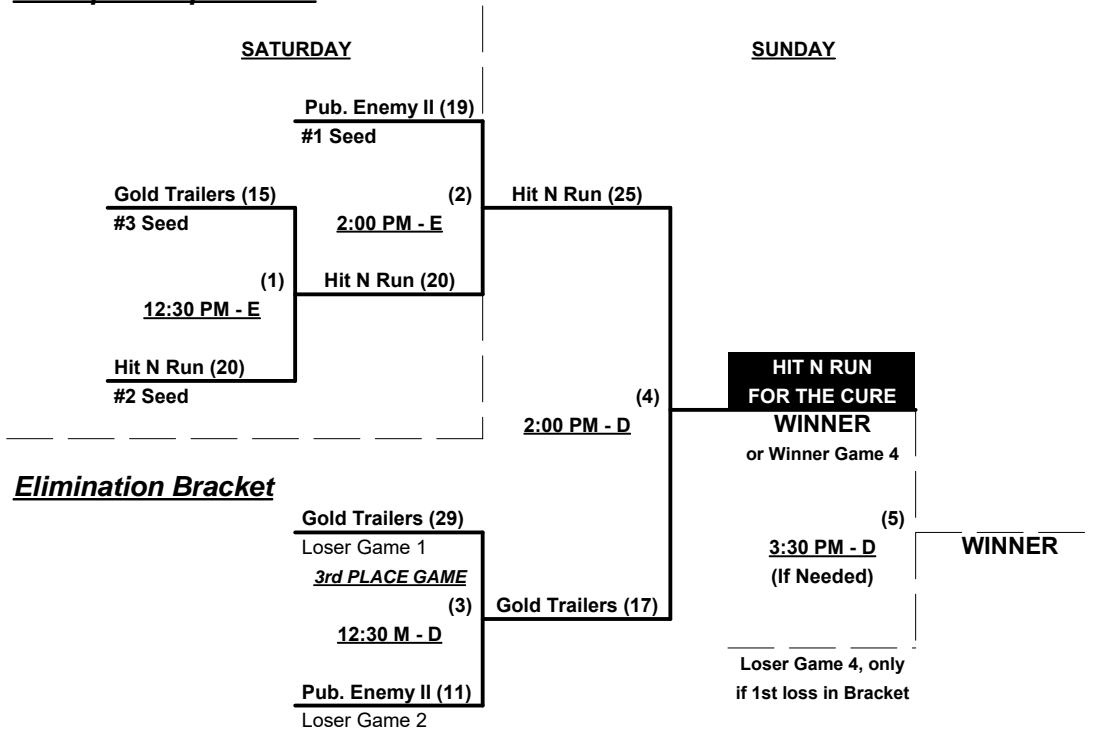 SATURDAY
SUNDAY
Pub. Enemy II (19)
#1 Seed
Gold Trailers (15)
(2)
Hit N Run (25)
#3 Seed
2:00 PM - E
(1)
Hit N Run (20)
12:30 PM - E
Hit N Run (20)
#2 Seed
HIT N RUN
FOR THE CURE
(4)
2:00 PM - D
WINNER
or Winner Game 4
Elimination Bracket
Gold Trailers (29)
Loser Game 1
3rd PLACE GAME
(3)
12:30 M - D
Gold Trailers (17)
Pub. Enemy II (11)
Loser Game 2
(5)
3:30 PM - D
(If Needed)
WINNER
Loser Game 4, only
if 1st loss in Bracket